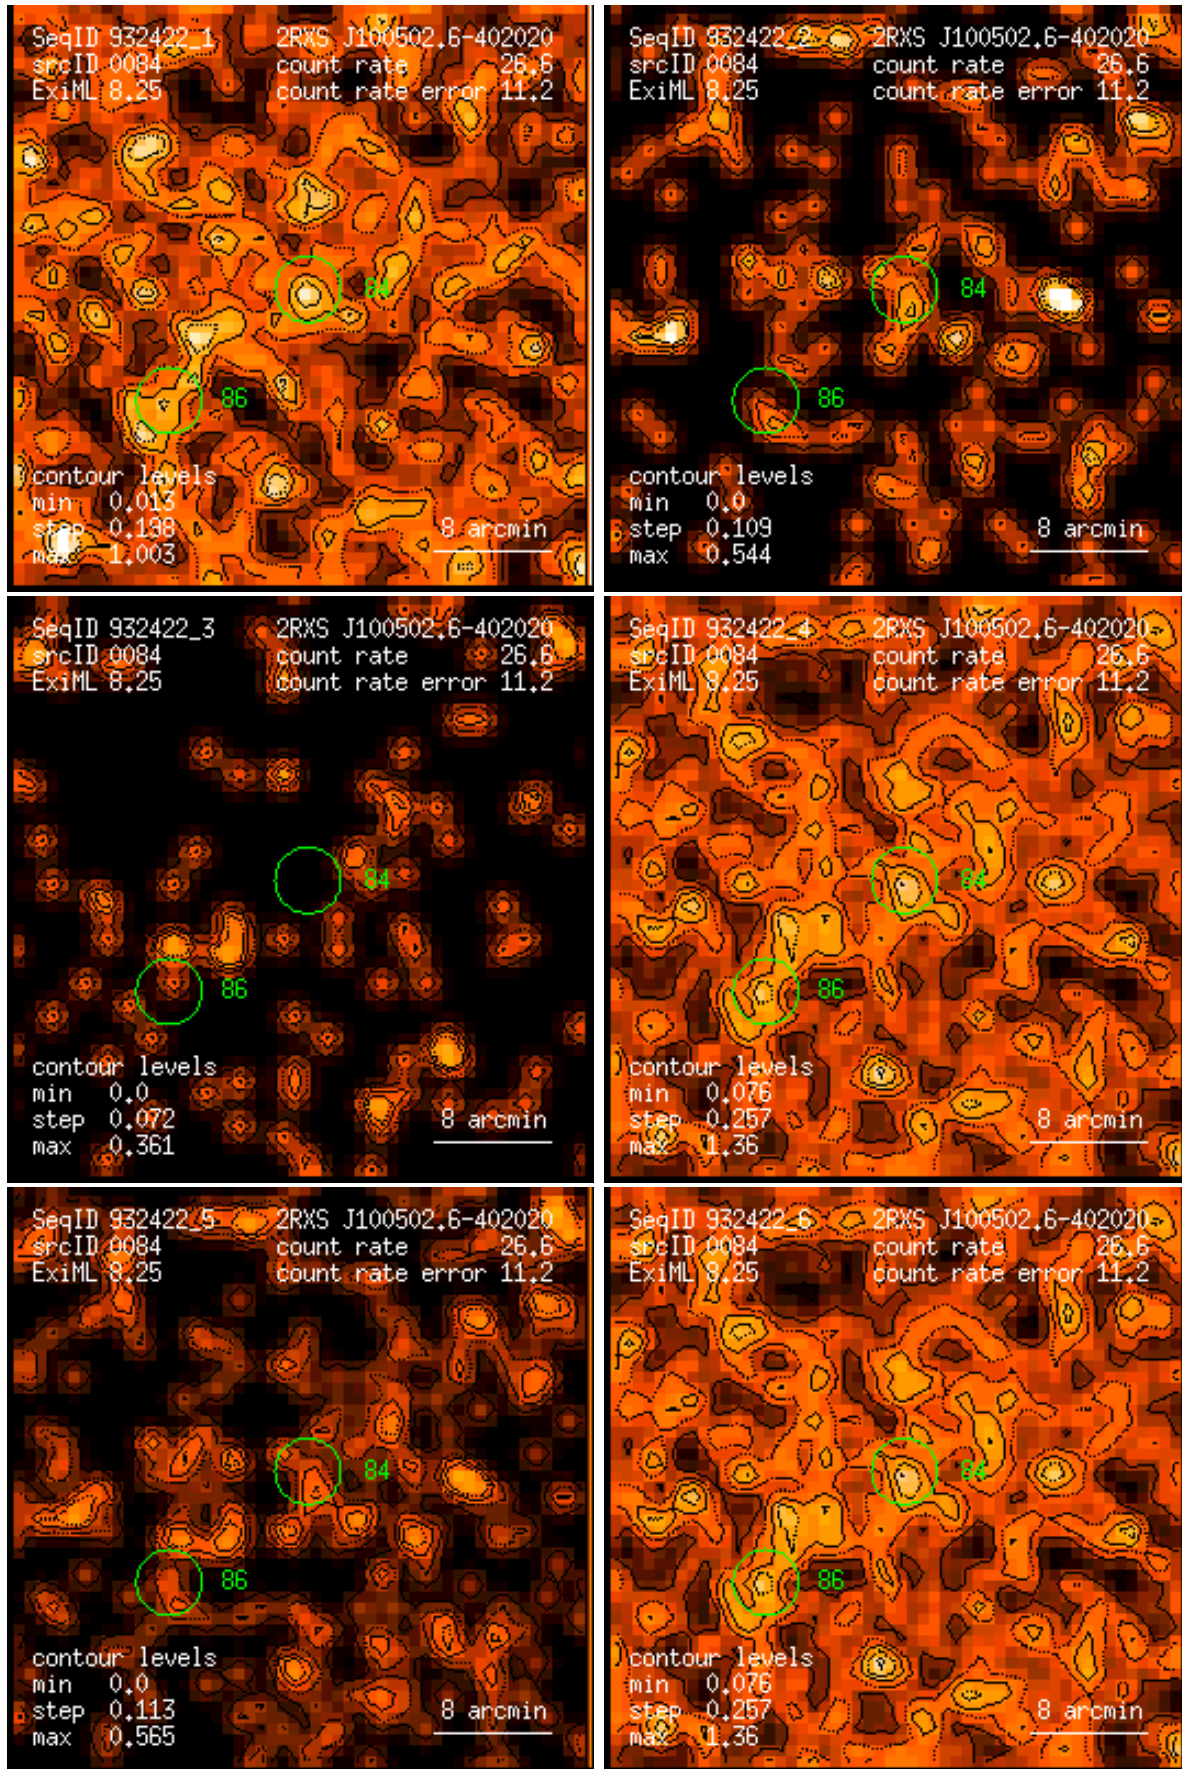 SeqID 932422_1 2RXS J100502.6-402020
srcID 0084 count rate 26.6
ExiML 8.25 count rate error 11.2
84
86
contour levels
min 0.013
step 0.198
max 1.003
8 arcmin
SeqID 932422_2 2RXS J100502.6-402020
srcID 0084 count rate 26.6
ExiML 8.25 count rate error 11.2
84
86
contour levels
min 0.0
step 0.109
max 0.544
8 arcmin
SeqID 932422_3 2RXS J100502.6-402020
srcID 0084 count rate 26.6
ExiML 8.25 count rate error 11.2
84
86
contour levels
min 0.0
step 0.072
max 0.361
8 arcmin
SeqID 932422_4 2RXS J100502.6-402020
srcID 0084 count rate 26.6
ExiML 8.25 count rate error 11.2
84
86
contour levels
min 0.076
step 0.257
max 1.36
8 arcmin
SeqID 932422_5 2RXS J100502.6-402020
srcID 0084 count rate 26.6
ExiML 8.25 count rate error 11.2
84
86
contour levels
min 0.0
step 0.113
max 0.565
8 arcmin
SeqID 932422_6 2RXS J100502.6-402020
srcID 0084 count rate 26.6
ExiML 8.25 count rate error 11.2
84
86
contour levels
min 0.076
step 0.257
max 1.36
8 arcmin